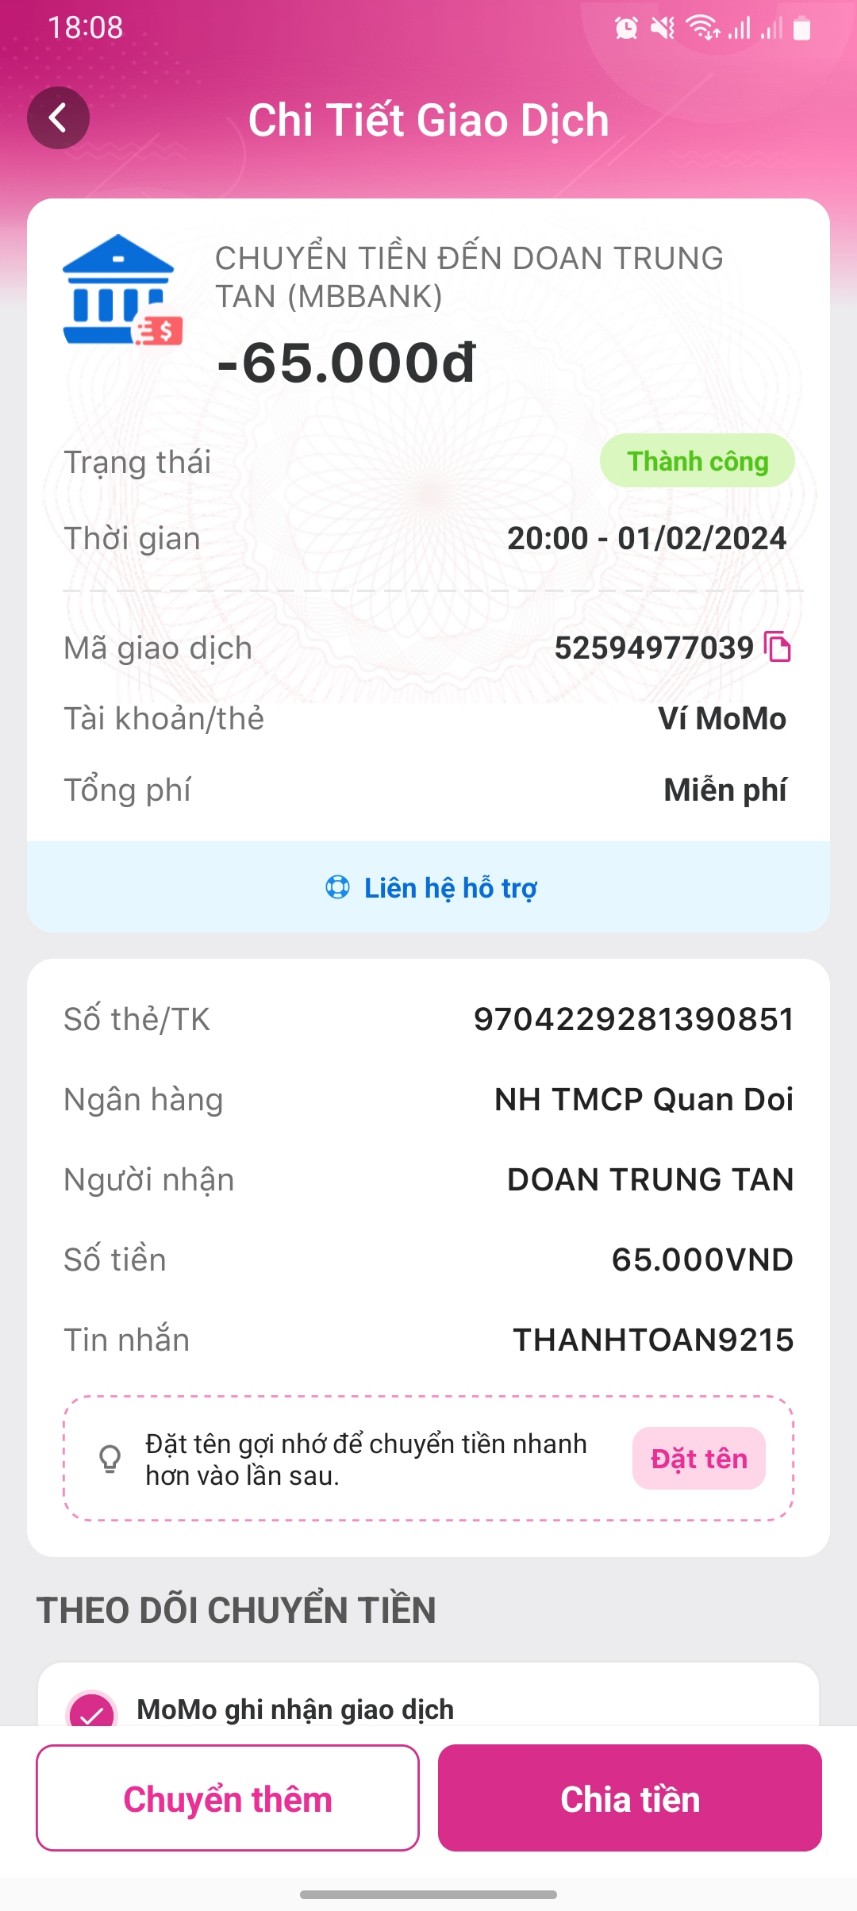 18:08
Chi Tiết Giao Dịch
CHUYỂN TIỀN ĐẾN DOAN TRUNG
TAN (MBBANK)
-65.000đ
Trạng thái Thành công
Thời gian 20:00 - 01/02/2024
Mã giao dịch 52594977039
Tài khoản/thẻ Ví MoMo
Tổng phí Miễn phí
Liên hệ hỗ trợ
Số thẻ/TK 9704229281390851
Ngân hàng NH TMCP Quan Doi
Người nhận DOAN TRUNG TAN
Số tiền 65.000VND
Tin nhắn THANHTOAN9215
Đặt tên gợi nhớ để chuyển tiền nhanh
hơn vào lần sau.
Đặt tên
THEO DÕI CHUYỂN TIỀN
MoMo ghi nhận giao dịch
Chuyển thêm Chia tiền